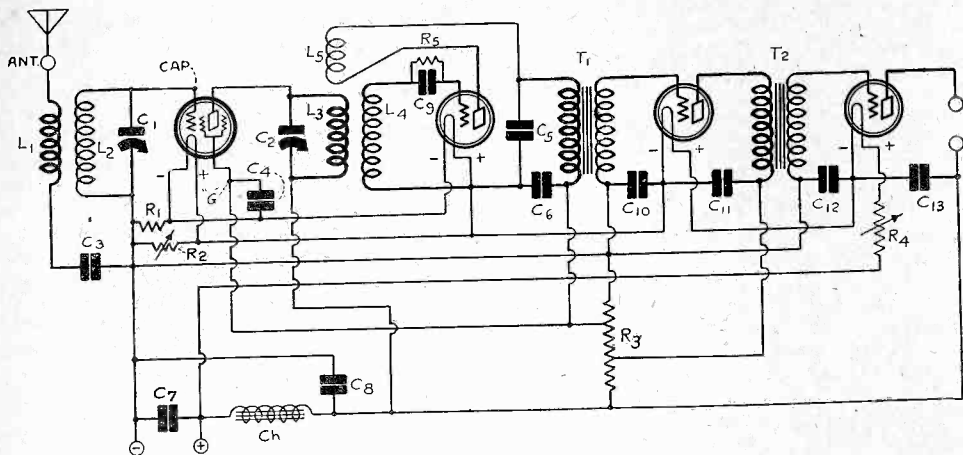 ANT.
CAP.
L1
L2
C1
C2
L3
L4
L5
R5
C9
C5
T1
T2
- +
- +
- +
G
C4
R1
R2
C3
C6
C10
C11
C12
C13
R4
R3
C7
C8
Ch
- +